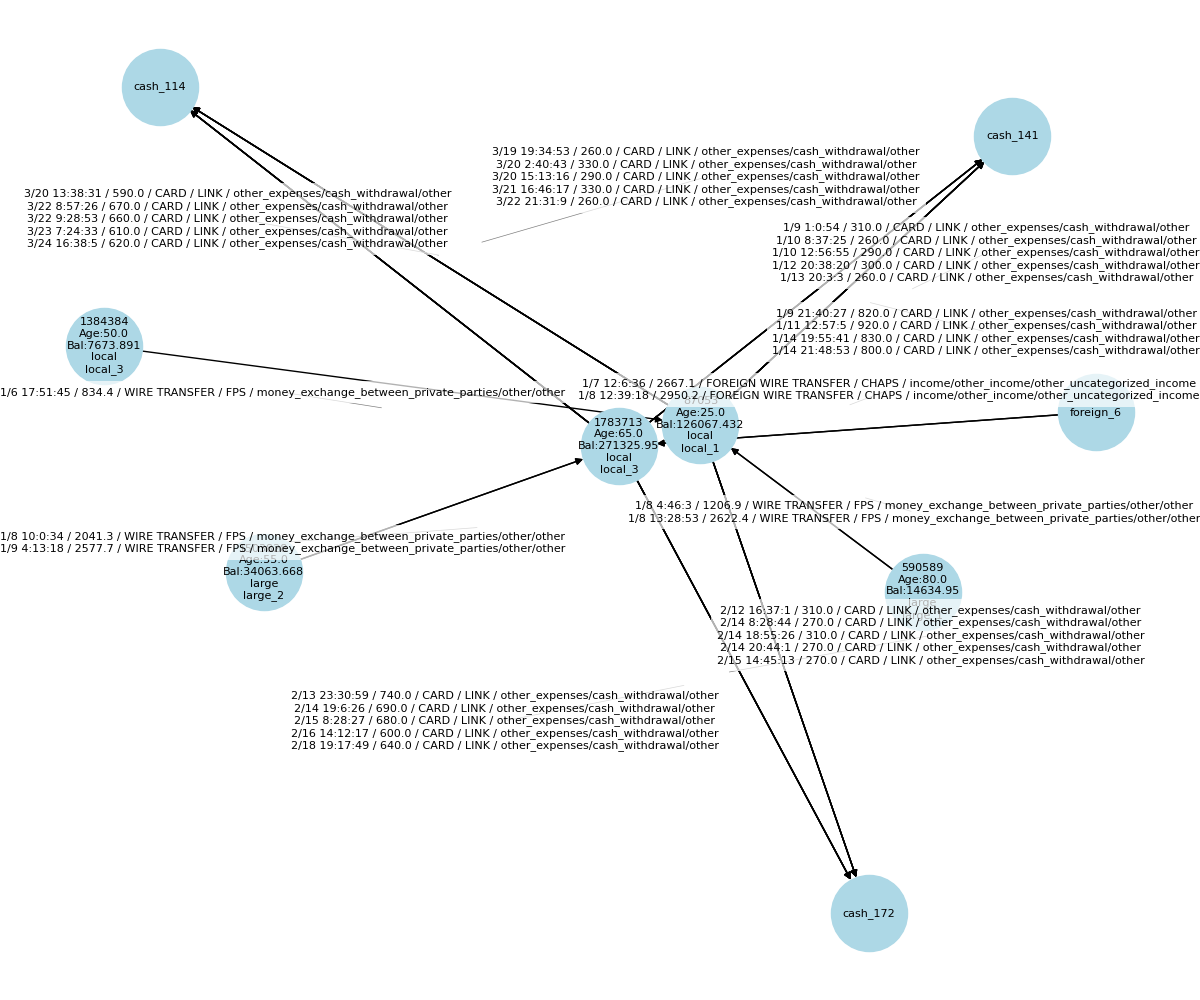 cash_114
cash_141
3/19 19:34:53 / 260.0 / CARD / LINK / other_expenses/cash_withdrawal/other
3/20 2:40:43 / 330.0 / CARD / LINK / other_expenses/cash_withdrawal/other
3/20 15:13:16 / 290.0 / CARD / LINK / other_expenses/cash_withdrawal/other
3/21 16:46:17 / 330.0 / CARD / LINK / other_expenses/cash_withdrawal/other
3/22 21:31:9 / 260.0 / CARD / LINK / other_expenses/cash_withdrawal/other
3/20 13:38:31 / 590.0 / CARD / LINK / other_expenses/cash_withdrawal/other
3/22 8:57:26 / 670.0 / CARD / LINK / other_expenses/cash_withdrawal/other
3/22 9:28:53 / 660.0 / CARD / LINK / other_expenses/cash_withdrawal/other
3/23 7:24:33 / 610.0 / CARD / LINK / other_expenses/cash_withdrawal/other
3/24 16:38:5 / 620.0 / CARD / LINK / other_expenses/cash_withdrawal/other
1/9 1:0:54 / 310.0 / CARD / LINK / other_expenses/cash_withdrawal/other
1/10 8:37:25 / 260.0 / CARD / LINK / other_expenses/cash_withdrawal/other
1/10 12:56:55 / 290.0 / CARD / LINK / other_expenses/cash_withdrawal/other
1/12 20:38:20 / 300.0 / CARD / LINK / other_expenses/cash_withdrawal/other
1/13 20:3:3 / 260.0 / CARD / LINK / other_expenses/cash_withdrawal/other
1/9 21:40:27 / 820.0 / CARD / LINK / other_expenses/cash_withdrawal/other
1/11 12:57:5 / 920.0 / CARD / LINK / other_expenses/cash_withdrawal/other
1/14 19:55:41 / 830.0 / CARD / LINK / other_expenses/cash_withdrawal/other
1/14 21:48:53 / 800.0 / CARD / LINK / other_expenses/cash_withdrawal/other
1384384
Age:50.0
Bal:7673.891
local
local_3
1/6 17:51:45 / 834.4 / WIRE TRANSFER / FPS / money_exchange_between_private_parties/other/other
1/7 12:6:36 / 2667.1 / FOREIGN WIRE TRANSFER / CHAPS / income/other_income/other_uncategorized_income
1/8 12:39:18 / 2950.2 / FOREIGN WIRE TRANSFER / CHAPS / income/other_income/other_uncategorized_income
Age:25.0
Bal:126067.432
local
local_1
foreign_6
1783713
Age:65.0
Bal:271325.95
local
local_3
1/8 4:46:3 / 1206.9 / WIRE TRANSFER / FPS / money_exchange_between_private_parties/other/other
1/8 13:28:53 / 2622.4 / WIRE TRANSFER / FPS / money_exchange_between_private_parties/other/other
1/8 10:0:34 / 2041.3 / WIRE TRANSFER / FPS / money_exchange_between_private_parties/other/other
1/9 4:13:18 / 2577.7 / WIRE TRANSFER / FPS / money_exchange_between_private_parties/other/other
Age:55.0
Bal:34063.668
large
large_2
590589
Age:80.0
Bal:14634.95
large
2/12 16:37:1 / 310.0 / CARD / LINK / other_expenses/cash_withdrawal/other
2/14 8:28:44 / 270.0 / CARD / LINK / other_expenses/cash_withdrawal/other
2/14 18:55:26 / 310.0 / CARD / LINK / other_expenses/cash_withdrawal/other
2/14 20:44:1 / 270.0 / CARD / LINK / other_expenses/cash_withdrawal/other
2/15 14:45:13 / 270.0 / CARD / LINK / other_expenses/cash_withdrawal/other
2/13 23:30:59 / 740.0 / CARD / LINK / other_expenses/cash_withdrawal/other
2/14 19:6:26 / 690.0 / CARD / LINK / other_expenses/cash_withdrawal/other
2/15 8:28:27 / 680.0 / CARD / LINK / other_expenses/cash_withdrawal/other
2/16 14:12:17 / 600.0 / CARD / LINK / other_expenses/cash_withdrawal/other
2/18 19:17:49 / 640.0 / CARD / LINK / other_expenses/cash_withdrawal/other
cash_172